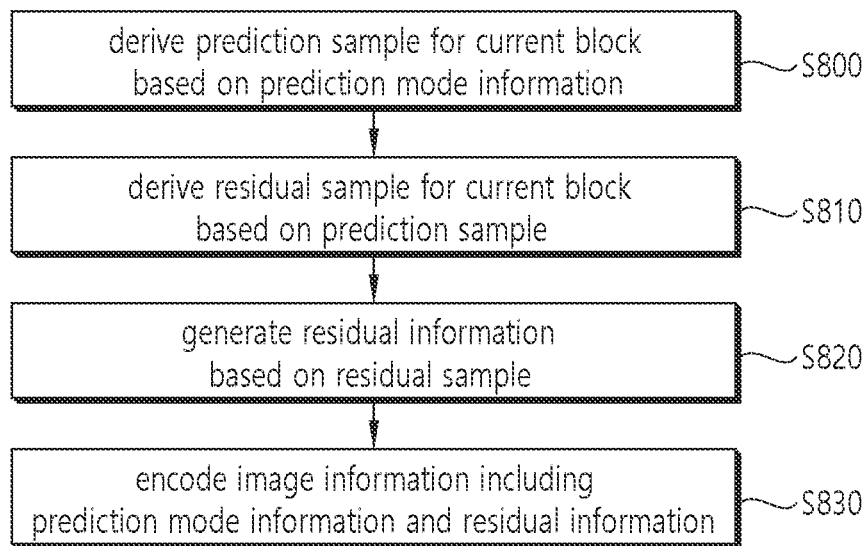 derive prediction sample for current block
based on prediction mode information
S800
derive residual sample for current block
based on prediction sample
S810
generate residual information
based on residual sample
S820
encode image information including
prediction mode information and residual information
S830